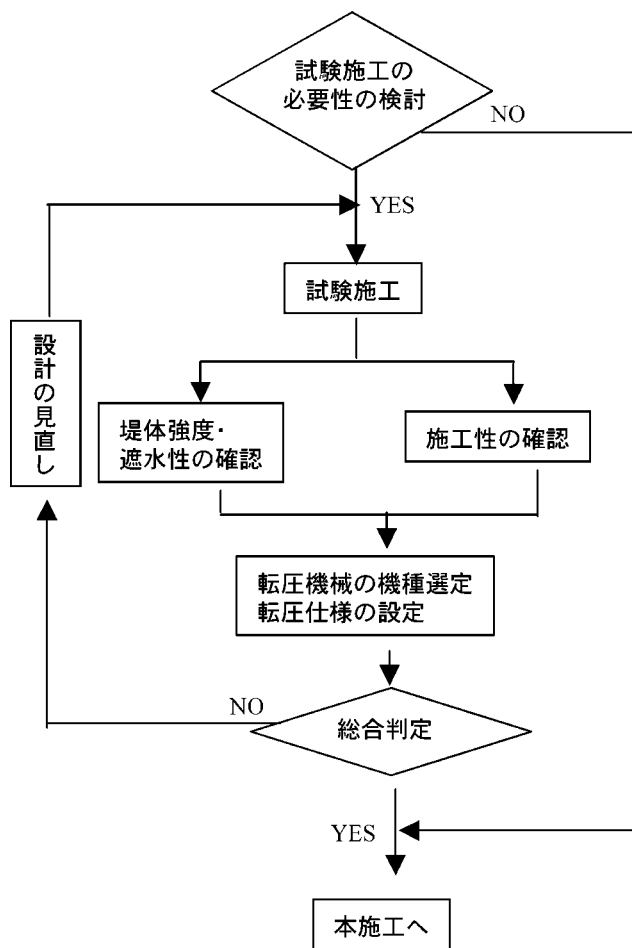 試験施工の
必要性の検討
NO
YES
試験施工
設計の見直し
堤体強度・
遮水性の確認
施工性の確認
転圧機械の機種選定
転圧仕様の設定
NO
総合判定
YES
本施工へ